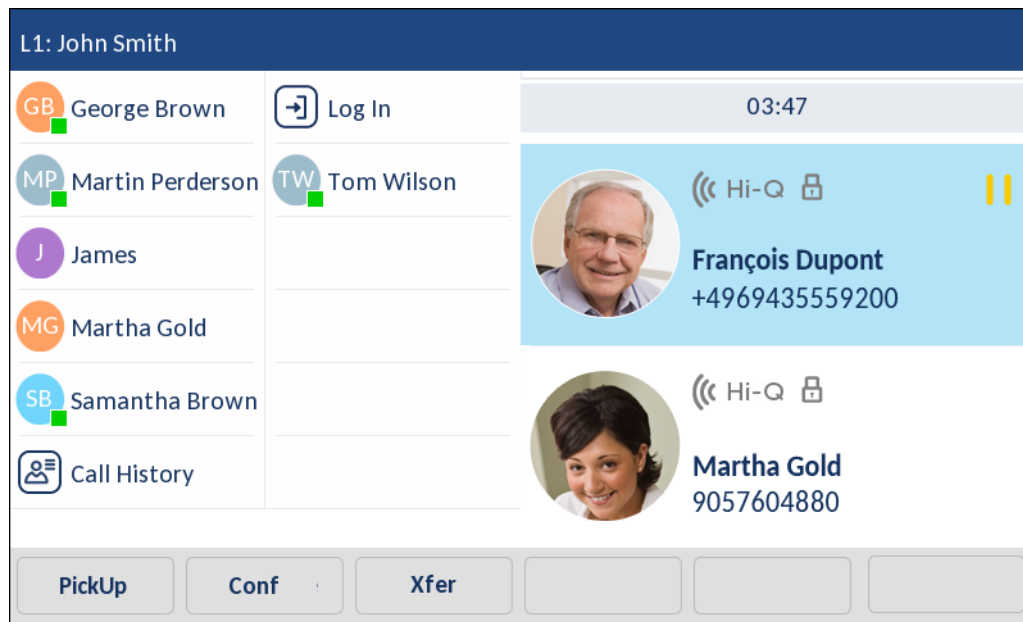 L1: John Smith
GB George Brown
MP Martin Perderson
J James
MG Martha Gold
SB Samantha Brown
Call History
Log In
TW Tom Wilson
03:47
Hi-Q
François Dupont
+4969435559200
Hi-Q
Martha Gold
9057604880
PickUp
Conf
Xfer